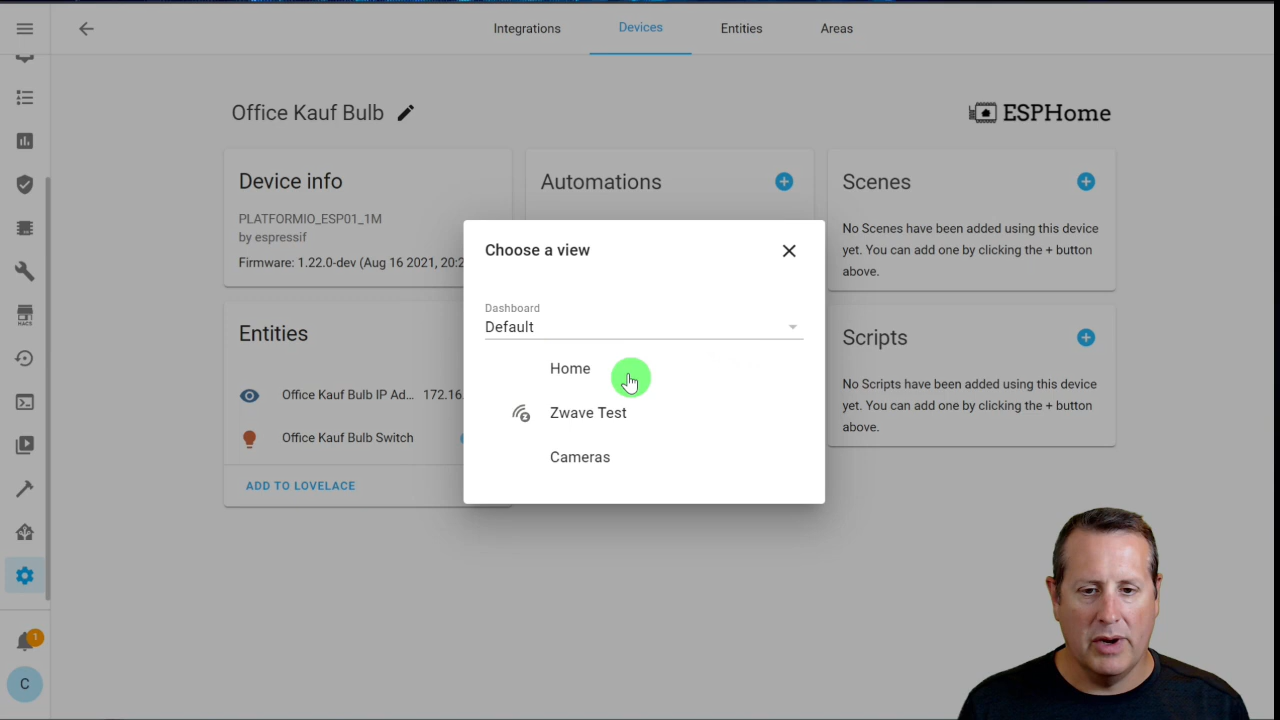 Integrations
Devices
Entities
Areas
Office Kauf Bulb
ESPHome
Device info
PLATFORMIO_ESP01_1M
by espressif
Firmware: 1.22.0-dev (Aug 16 2021, 20:2
Automations
Scenes
No Scenes have been added using this device
yet. You can add one by clicking the + button
above.
Choose a view
Dashboard
Default
Home
Zwave Test
Cameras
Entities
Office Kauf Bulb IP Ad... 172.16.
Office Kauf Bulb Switch
ADD TO LOVELACE
Scripts
No Scripts have been added using this device
yet. You can add one by clicking the + button
above.
HACS
1
C